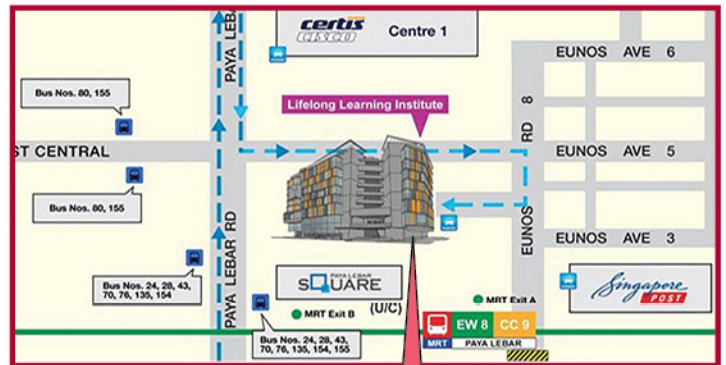 PAYA LEBA
certis
CISCO
Centre 1
EUNOS AVE 6
Bus Nos. 80, 155
Lifelong Learning Institute
EUNOS RD 8
ST CENTRAL
EUNOS AVE 5
Bus Nos. 80, 155
PAYA LEBAR RD
EUNOS AVE 3
Bus Nos. 24, 28, 43,
70, 76, 135, 154
PAYA LEBAR
SQUARE
(U/C)
Singapore
POST
MRT Exit A
MRT Exit B
EW 8 CC 9
MRT PAYA LEBAR
Bus Nos. 24, 28, 43,
70, 76, 135, 154, 155